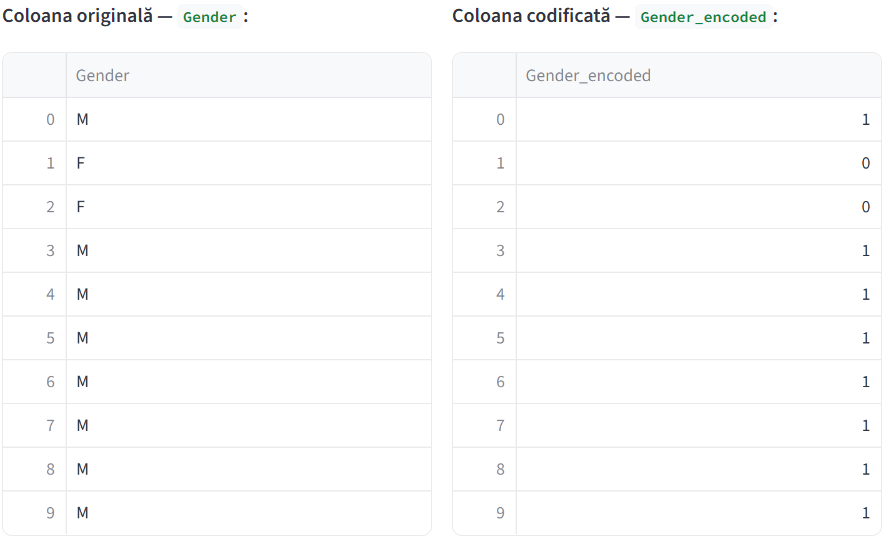 Coloana originală — Gender :
Gender
0 M
1 F
2 F
3 M
4 M
5 M
6 M
7 M
8 M
9 M
Coloana codificată — Gender_encoded :
Gender_encoded
0 1
1 0
2 0
3 1
4 1
5 1
6 1
7 1
8 1
9 1